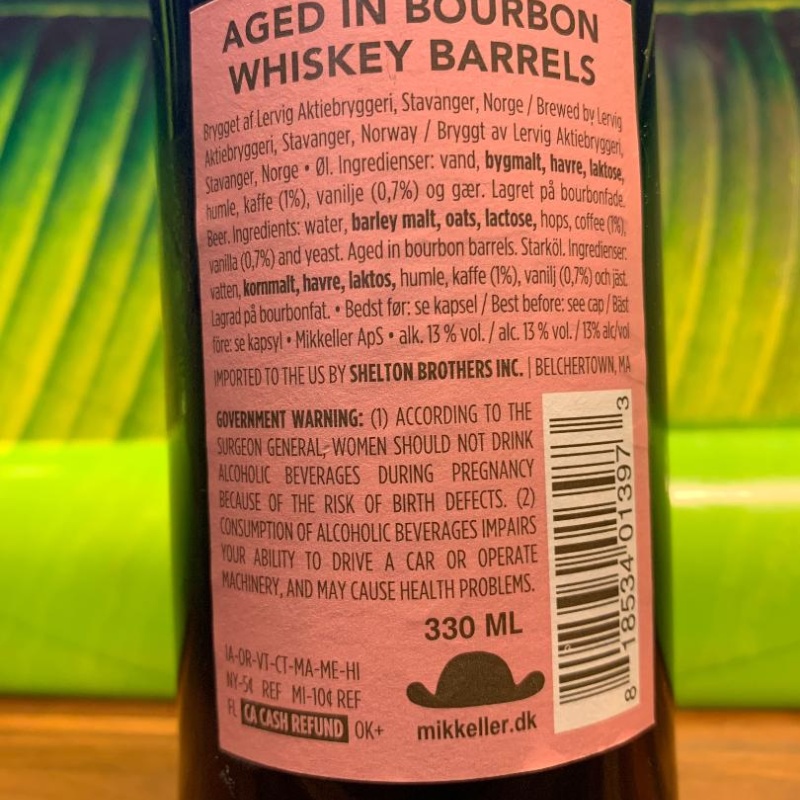 AGED IN BOURBON
WHISKEY BARRELS
Brygget af Lervig Aktiebryggeri, Stavanger, Norge / Brewed by Lervig
Aktiebryggeri, Stavanger, Norway / Bryggt av Lervig Aktiebryggeri,
Stavanger, Norge • Øl. Ingredienser: vand, bygmalt, havre, laktose,
humle, kaffe (1%), vanilje (0,7%) og gær. Lagret på bourbonfade.
Beer. Ingredients: water, barley malt, oats, lactose, hops, coffee (1%),
vanilla (0,7%) and yeast. Aged in bourbon barrels. Starköl. Ingredienser:
vatten, kornmalt, havre, laktos, humle, kaffe (1%), vanilj (0,7%) och jäst.
Lagrad på bourbonfat. • Bedst før: se kapsel / Best before: see cap / Bäst
före: se kapsyl • Mikkeller ApS • alk. 13 % vol. / alc. 13 % vol. / 13% alc/vol
IMPORTED TO THE US BY SHELTON BROTHERS INC. | BELCHERTOWN, MA
GOVERNMENT WARNING: (1) ACCORDING TO THE
SURGEON GENERAL, WOMEN SHOULD NOT DRINK
ALCOHOLIC BEVERAGES DURING PREGNANCY
BECAUSE OF THE RISK OF BIRTH DEFECTS. (2)
CONSUMPTION OF ALCOHOLIC BEVERAGES IMPAIRS
YOUR ABILITY TO DRIVE A CAR OR OPERATE
MACHINERY, AND MAY CAUSE HEALTH PROBLEMS.
330 ML
IA-OR-VT-CT-MA-ME-HI
NY-5¢ REF MI-10¢ REF
FL CA CASH REFUND OK+
mikkeller.dk
8 18534 01397 3